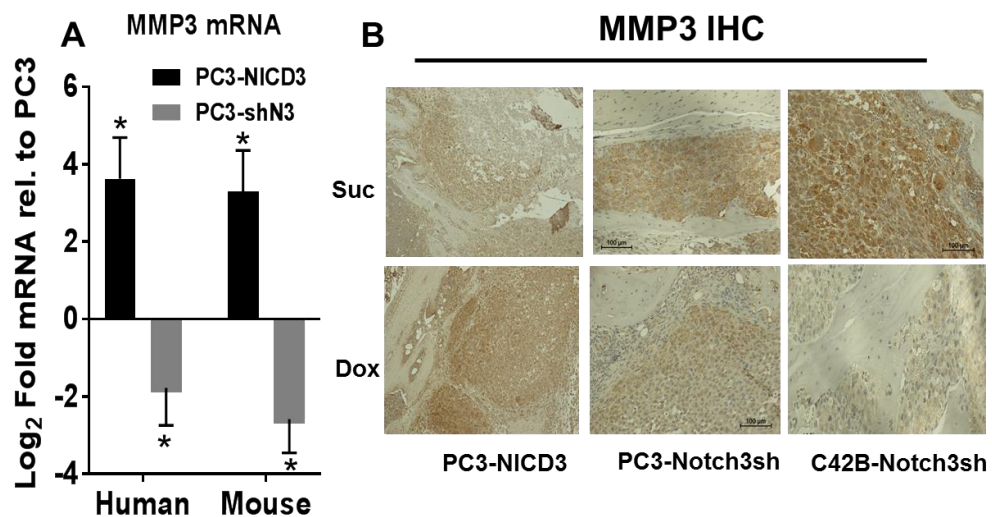 A
MMP3 mRNA
PC3-NICD3
PC3-shN3
Log2 Fold mRNA rel. to PC3
6
4
2
0
-2
-4
*
*
*
*
Human
Mouse
B
MMP3 IHC
Suc
100 µm
100 µm
Dox
100 µm
PC3-NICD3
PC3-Notch3sh
C42B-Notch3sh